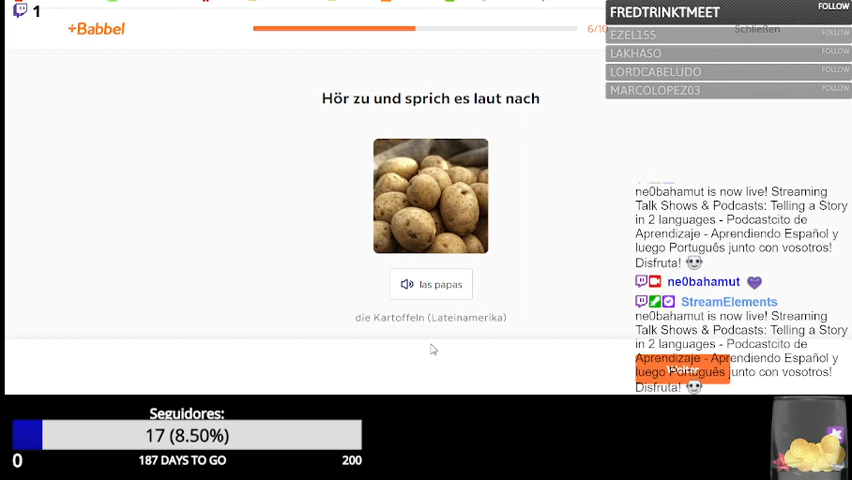 1
+Babbel
6/10
Schließen
FREDTRINKTMEET
FOLLOW
EZEL155
FOLLOW
LAKHASO
FOLLOW
LORDCABELUDO
FOLLOW
MARCOLOPEZ03
FOLLOW
Hör zu und sprich es laut nach
las papas
die Kartoffeln (Lateinamerika)
ne0bahamut is now live! Streaming
Talk Shows & Podcasts: Telling a Story
in 2 languages - Podcastcito de
Aprendizaje - Aprendiendo Español y
luego Português junto con vosotros!
Disfruta!
ne0bahamut
StreamElements
ne0bahamut is now live! Streaming
Talk Shows & Podcasts: Telling a Story
in 2 languages - Podcastcito de
Aprendizaje - Aprendiendo Español y
luego Português junto con vosotros!
Disfruta!
Weiter
Seguidores:
17 (8.50%)
0
187 DAYS TO GO
200